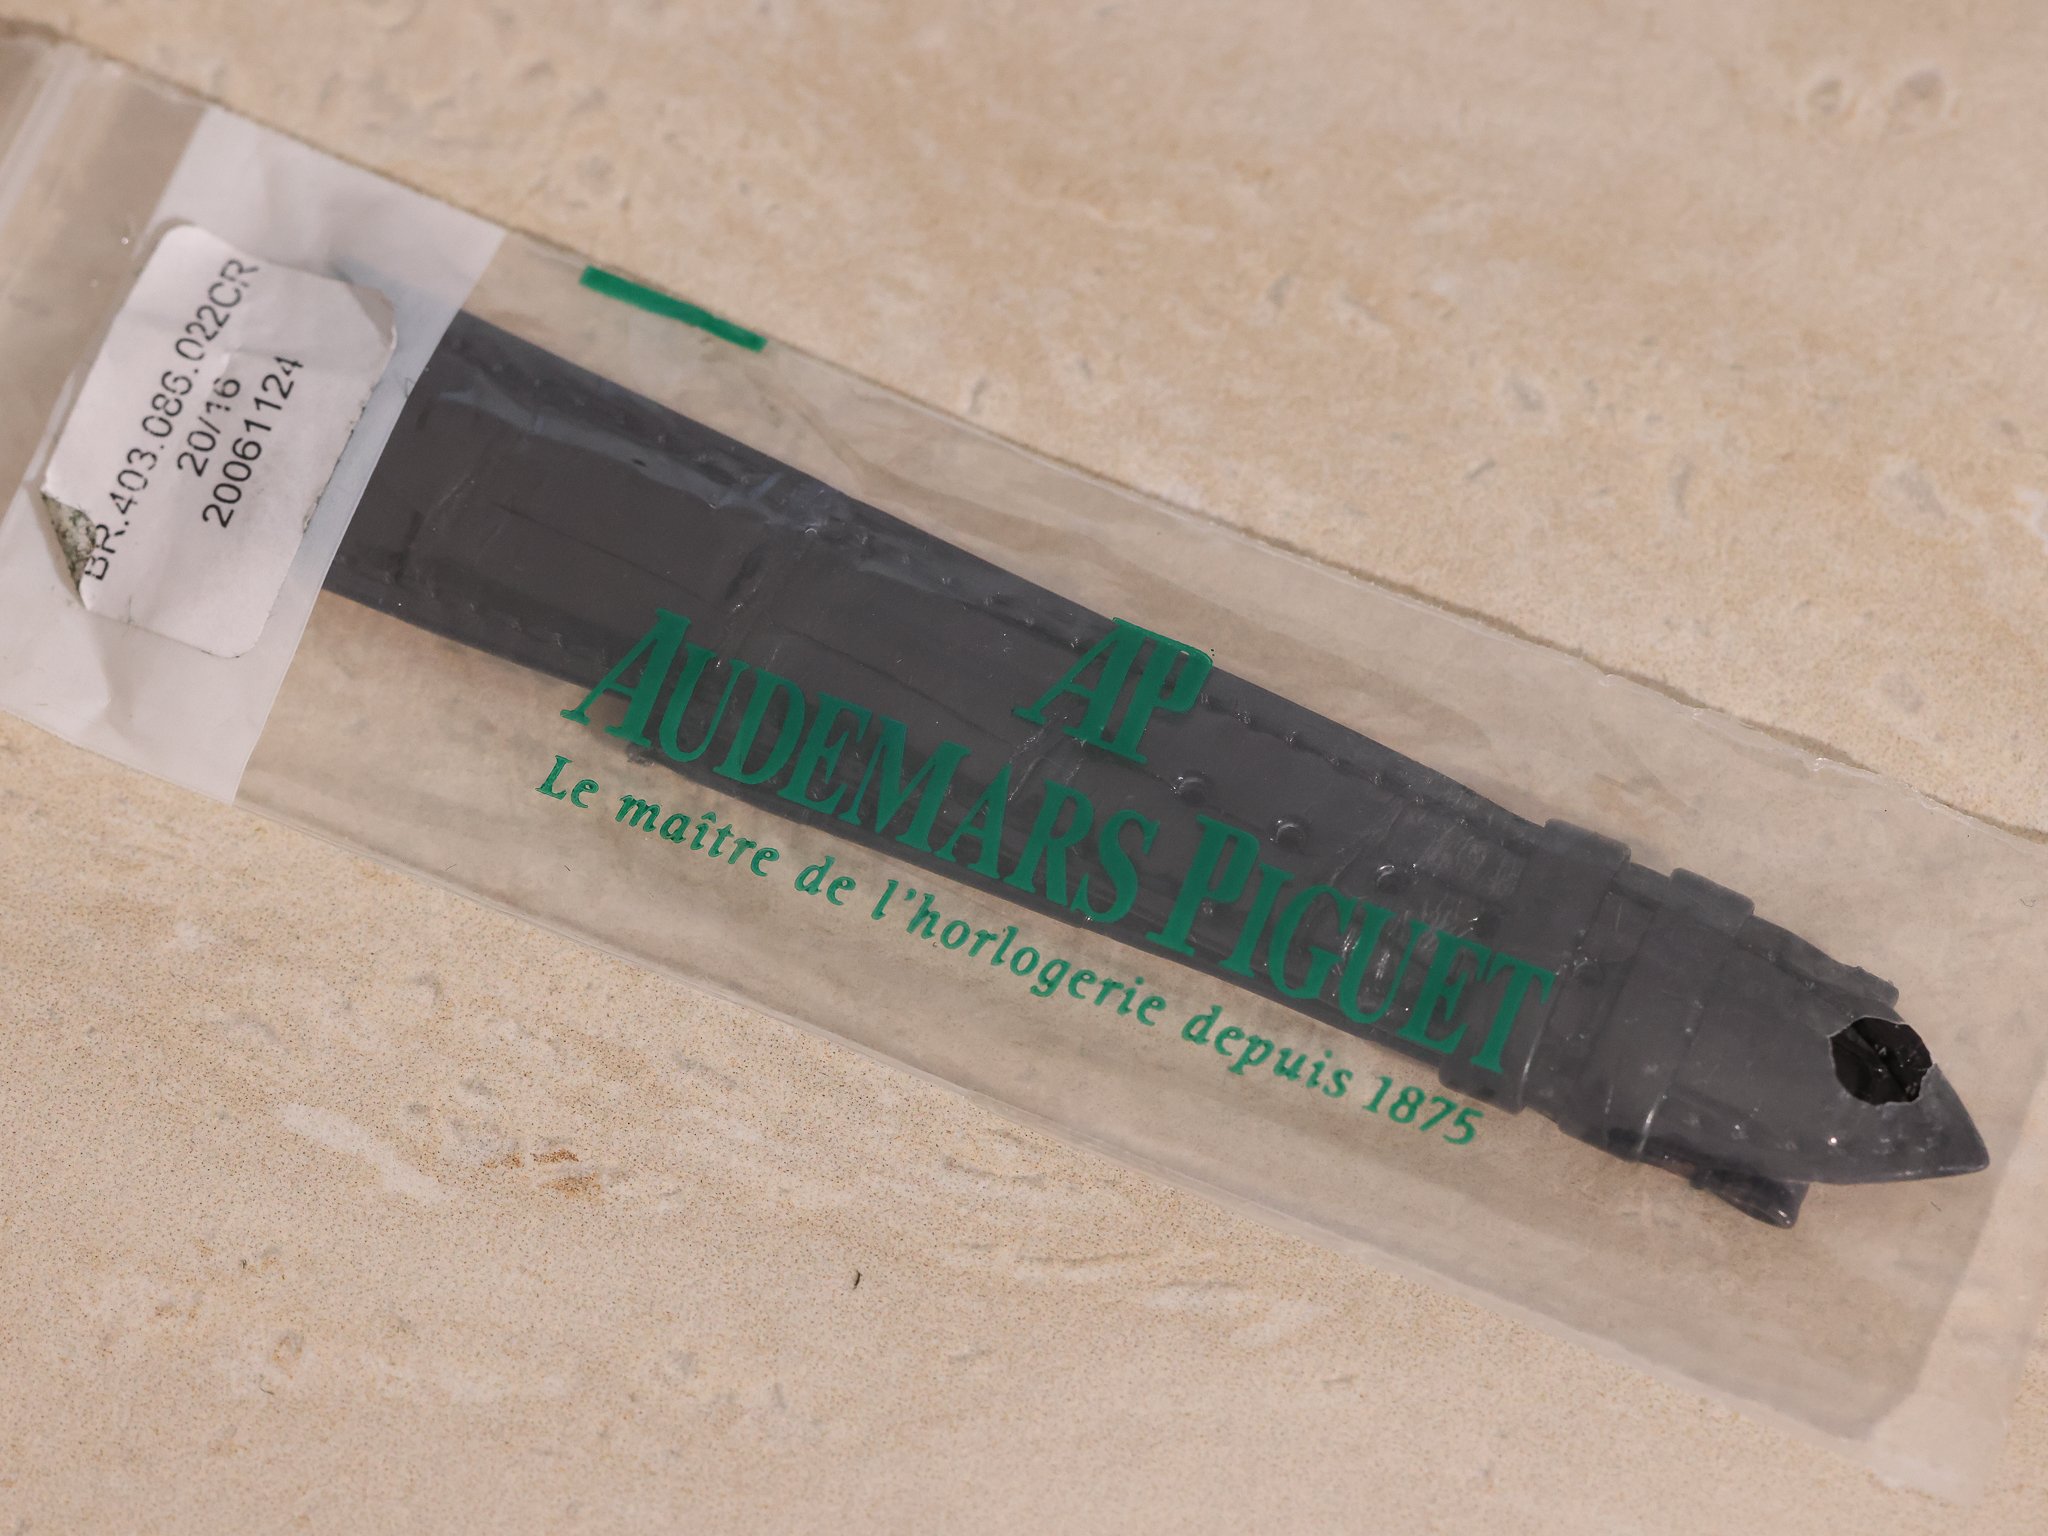 BR.403.086.022CR
20/16
20061124
AP
AUDEMARS PIGUET
Le maître de l'horlogerie depuis 1875